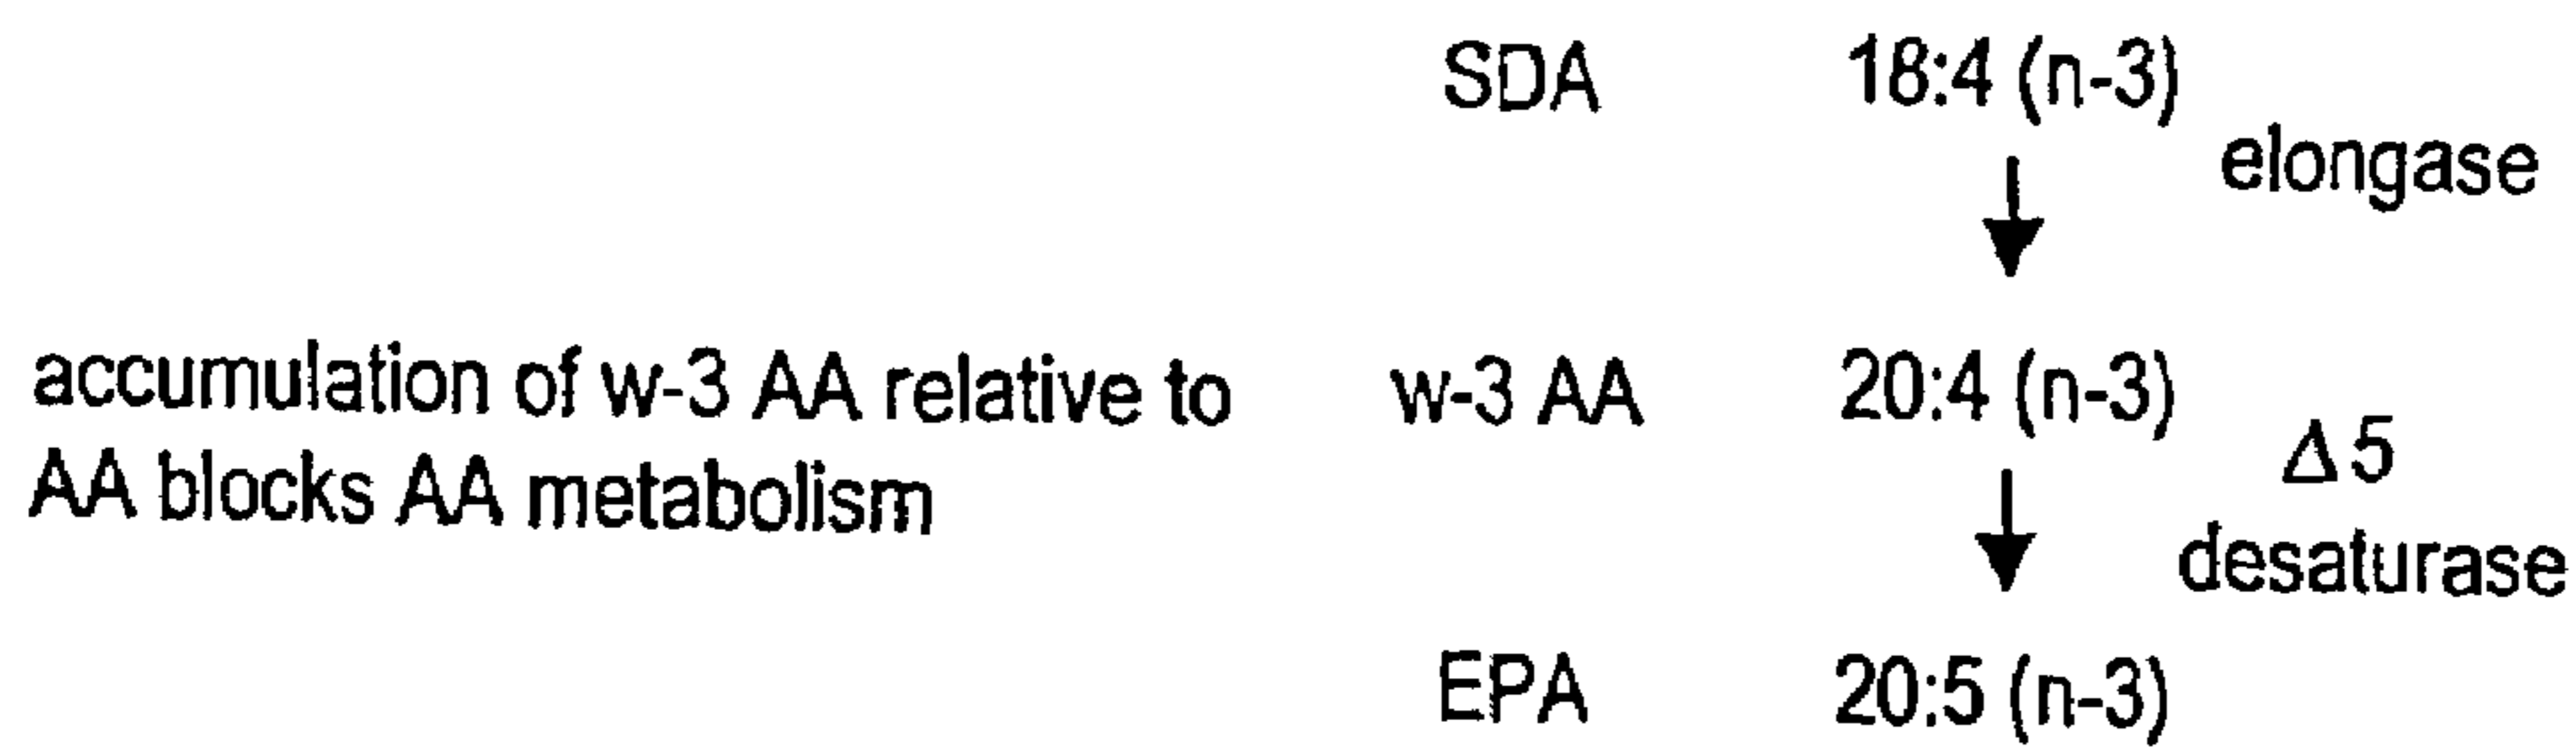 SDA 18:4 (n-3)
elongase
accumulation of w-3 AA relative to w-3 AA 20:4 (n-3)
AA blocks AA metabolism Δ5
desaturase
EPA 20:5 (n-3)